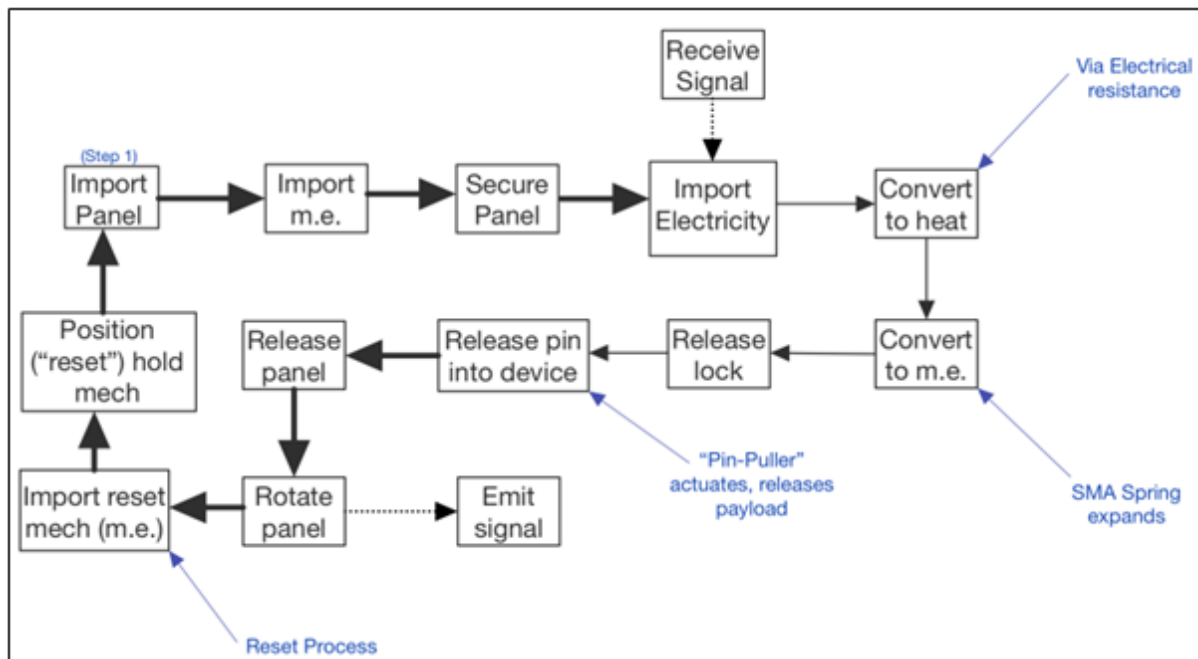 Receive
Signal
Via Electrical
resistance
(Step 1)
Import
Panel
Import
m.e.
Secure
Panel
Import
Electricity
Convert
to heat
Position
("reset") hold
mech
Release
panel
Release pin
into device
Release
lock
Convert
to m.e.
"Pin-Puller"
actuates, releases
payload
SMA Spring
expands
Import reset
mech (m.e.)
Rotate
panel
Emit
signal
Reset Process